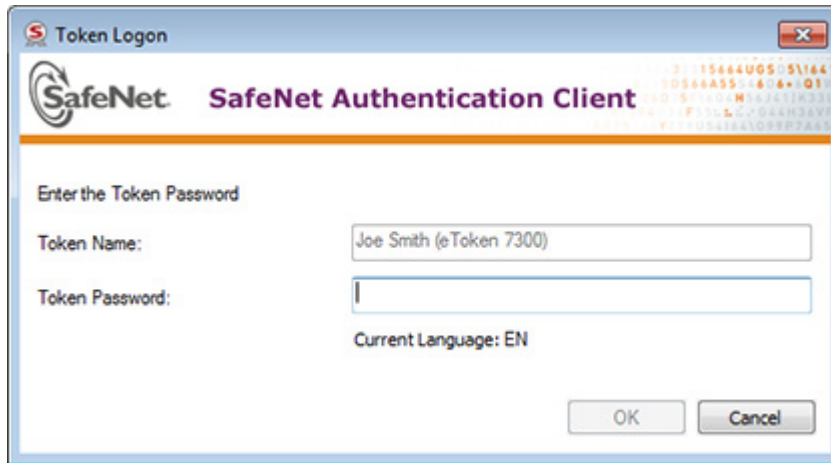 Token Logon
SafeNet.
SafeNet Authentication Client
Enter the Token Password
Token Name:
Joe Smith (eToken 7300)
Token Password:
Current Language: EN
OK
Cancel